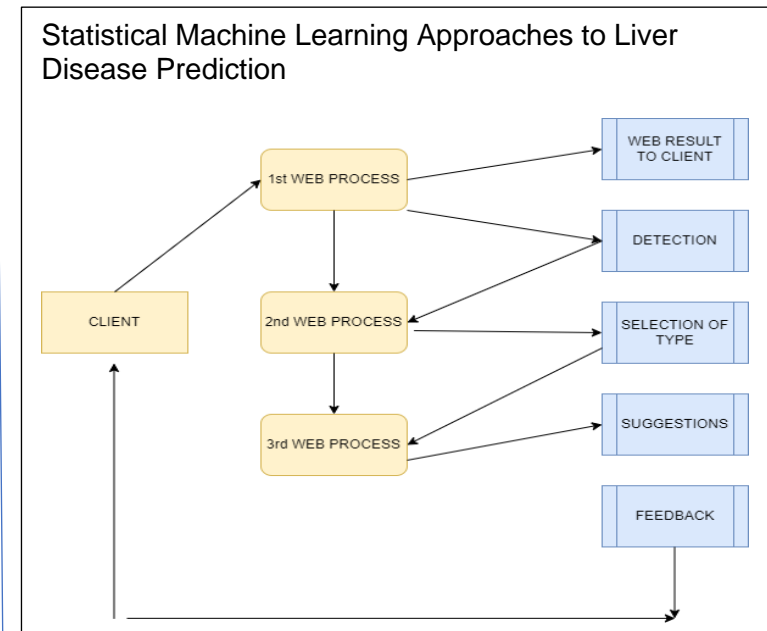 Statistical Machine Learning Approaches to Liver
Disease Prediction
WEB RESULT
TO CLIENT
1st WEB PROCESS
DETECTION
CLIENT
2nd WEB PROCESS
SELECTION OF
TYPE
3rd WEB PROCESS
SUGGESTIONS
FEEDBACK